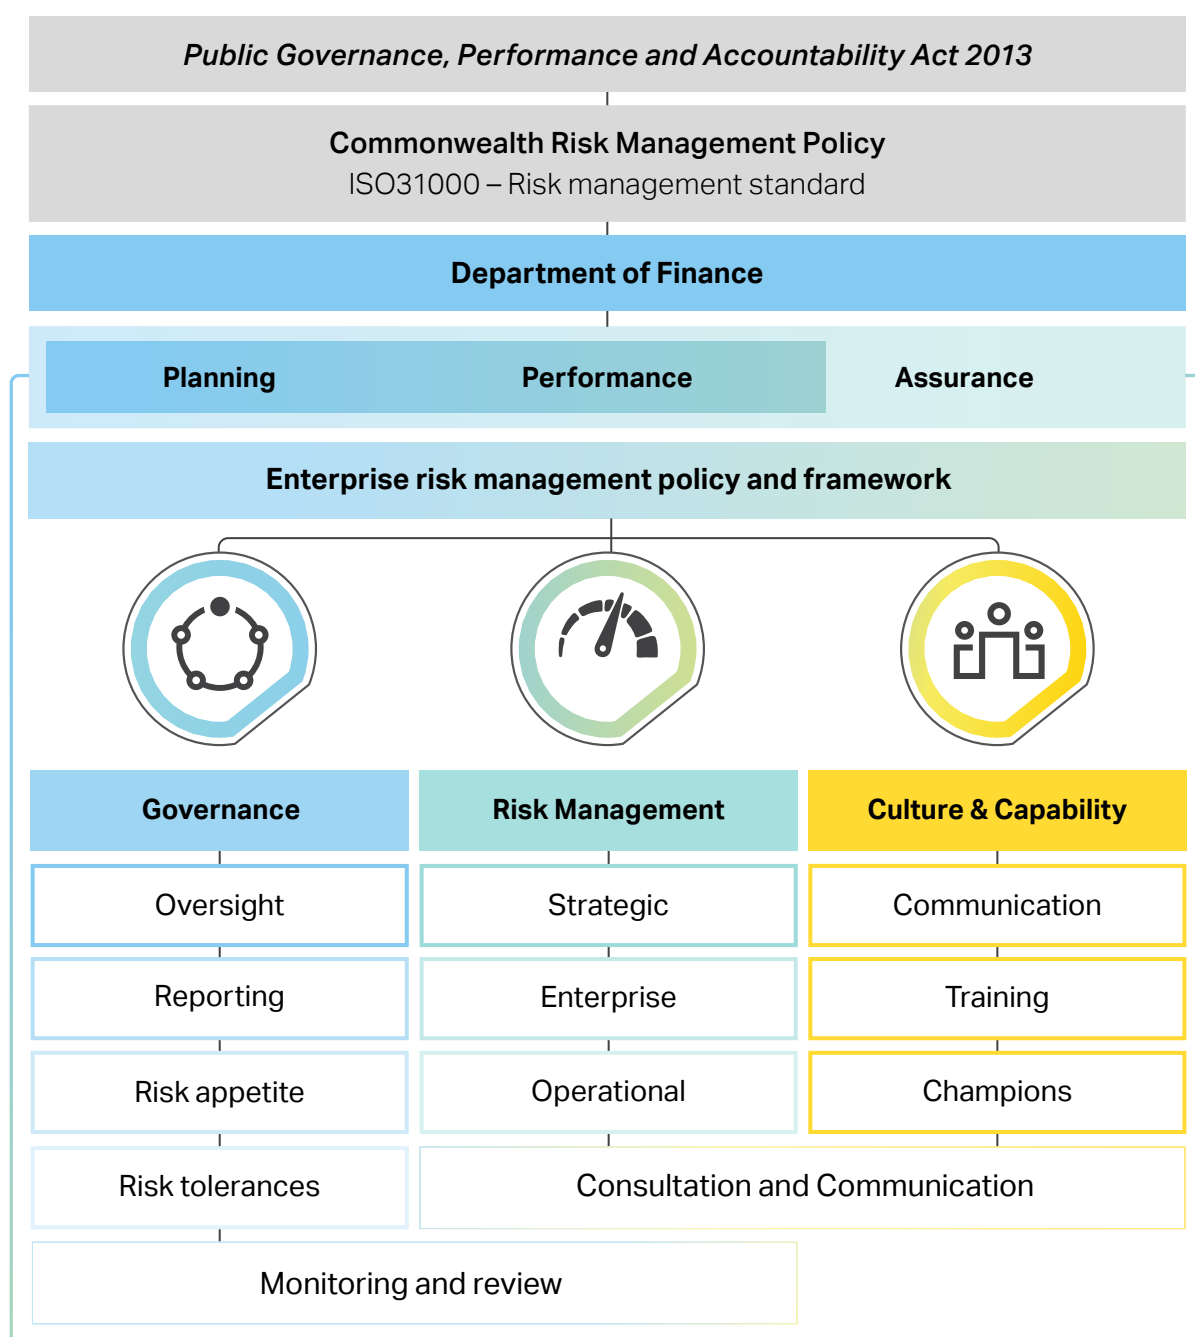 Public Governance, Performance and Accountability Act 2013
Commonwealth Risk Management Policy
ISO31000 – Risk management standard
Department of Finance
Planning
Performance
Assurance
Enterprise risk management policy and framework
Governance
Risk Management
Culture & Capability
Oversight
Strategic
Communication
Reporting
Enterprise
Training
Risk appetite
Operational
Champions
Risk tolerances
Consultation and Communication
Monitoring and review